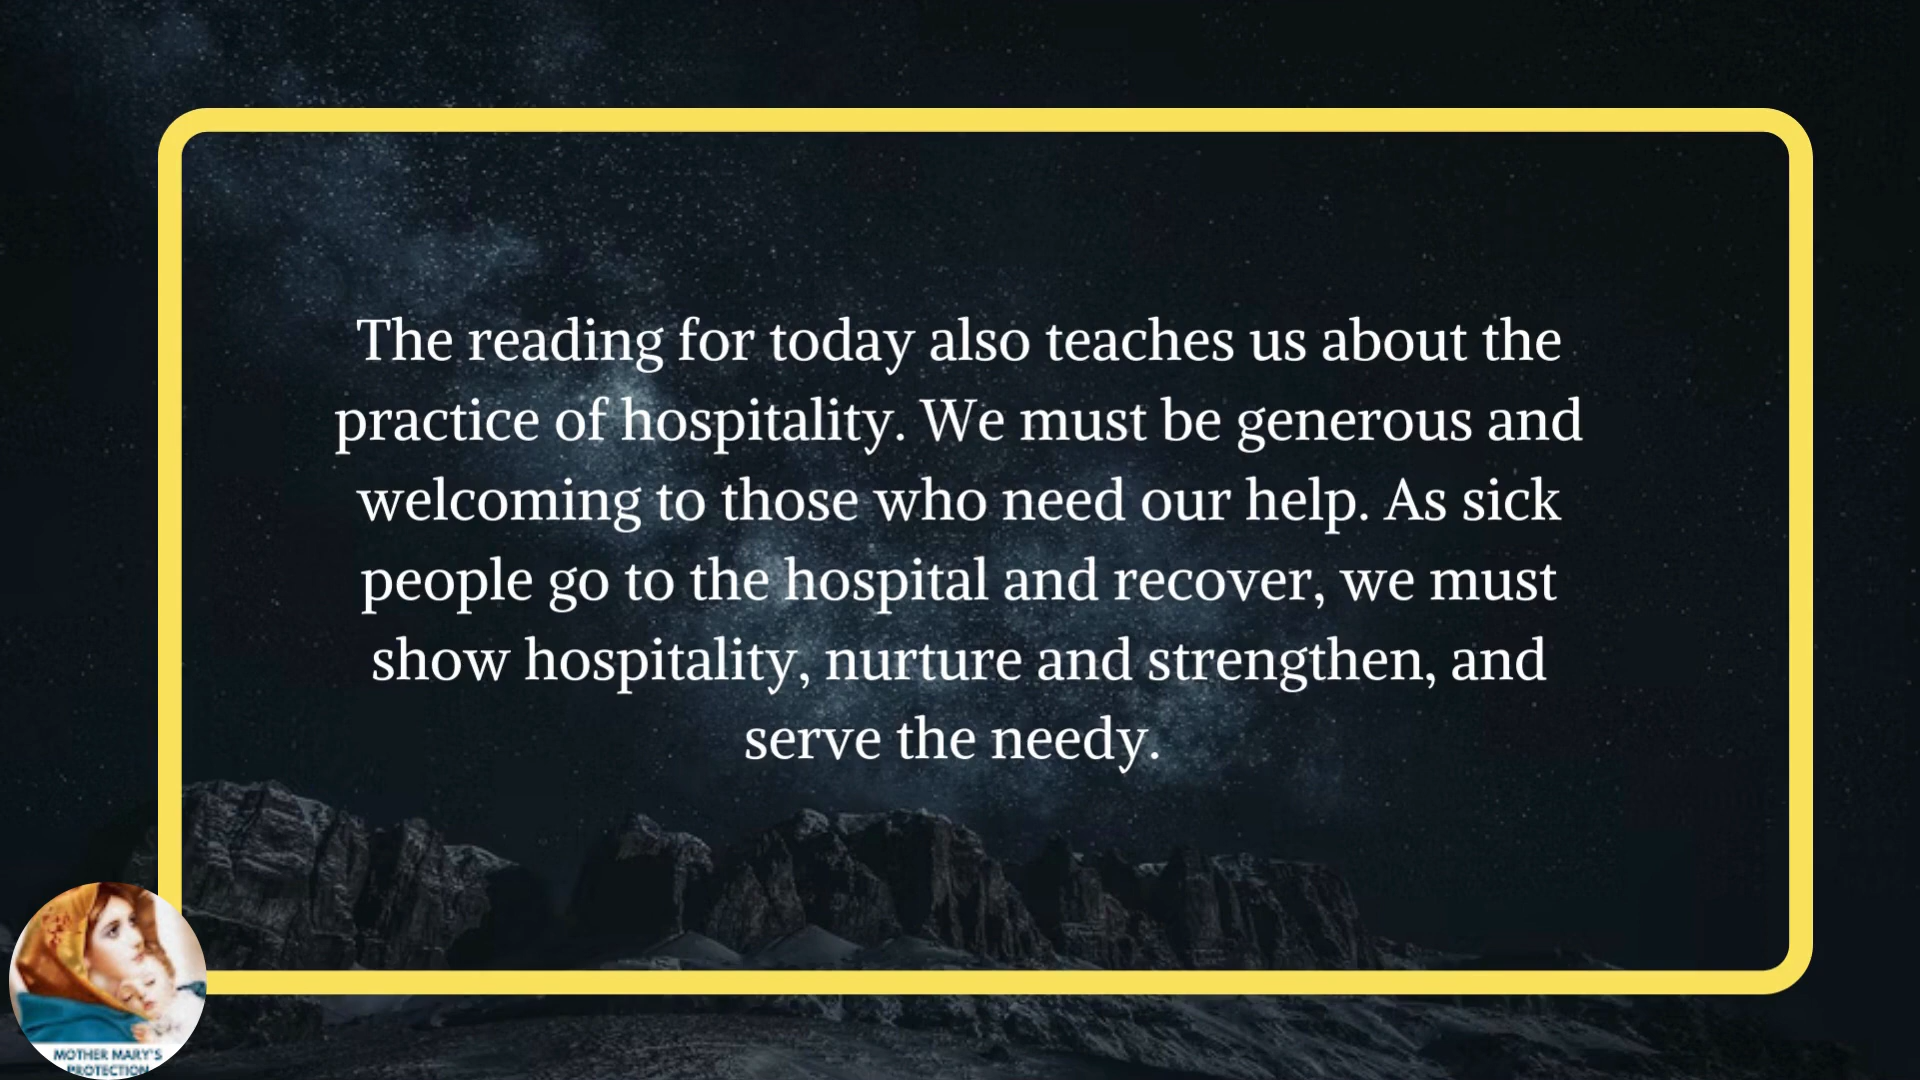 The reading for today also teaches us about the
practice of hospitality. We must be generous and
welcoming to those who need our help. As sick
people go to the hospital and recover, we must
show hospitality, nurture and strengthen, and
serve the needy.
MOTHER MARY'S
PROTECTION